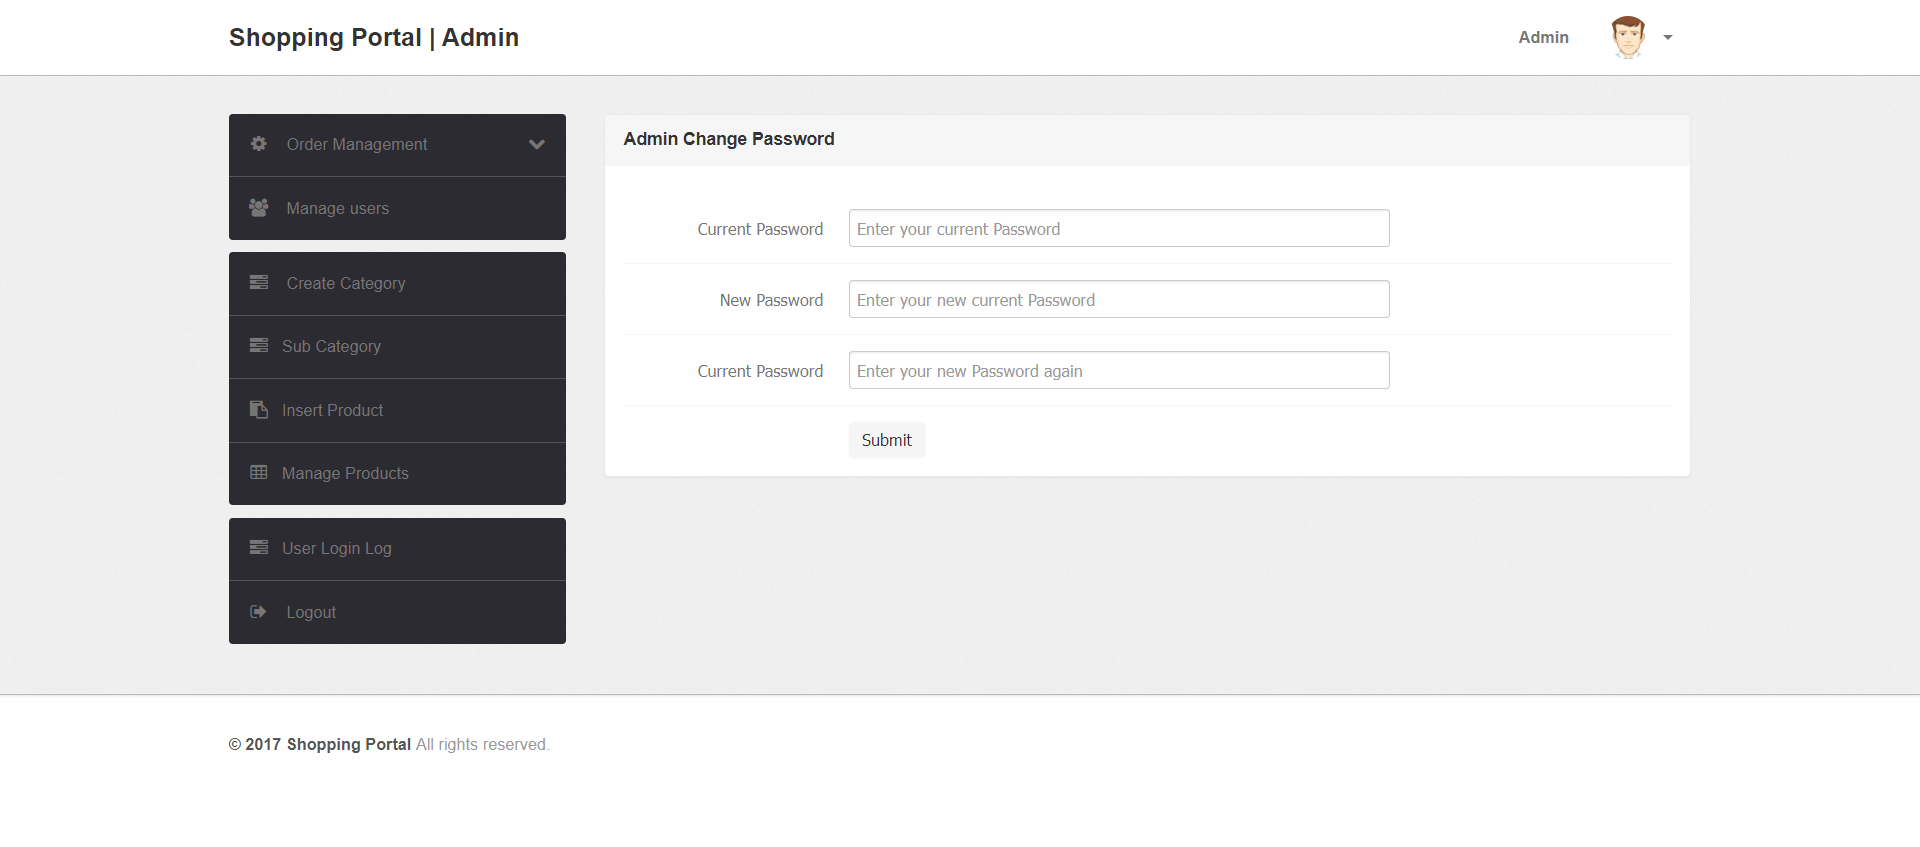 Shopping Portal | Admin
Admin
Order Management
Manage users
Create Category
Sub Category
Insert Product
Manage Products
User Login Log
Logout
Admin Change Password
Current Password
Enter your current Password
New Password
Enter your new current Password
Current Password
Enter your new Password again
Submit
© 2017 Shopping Portal All rights reserved.